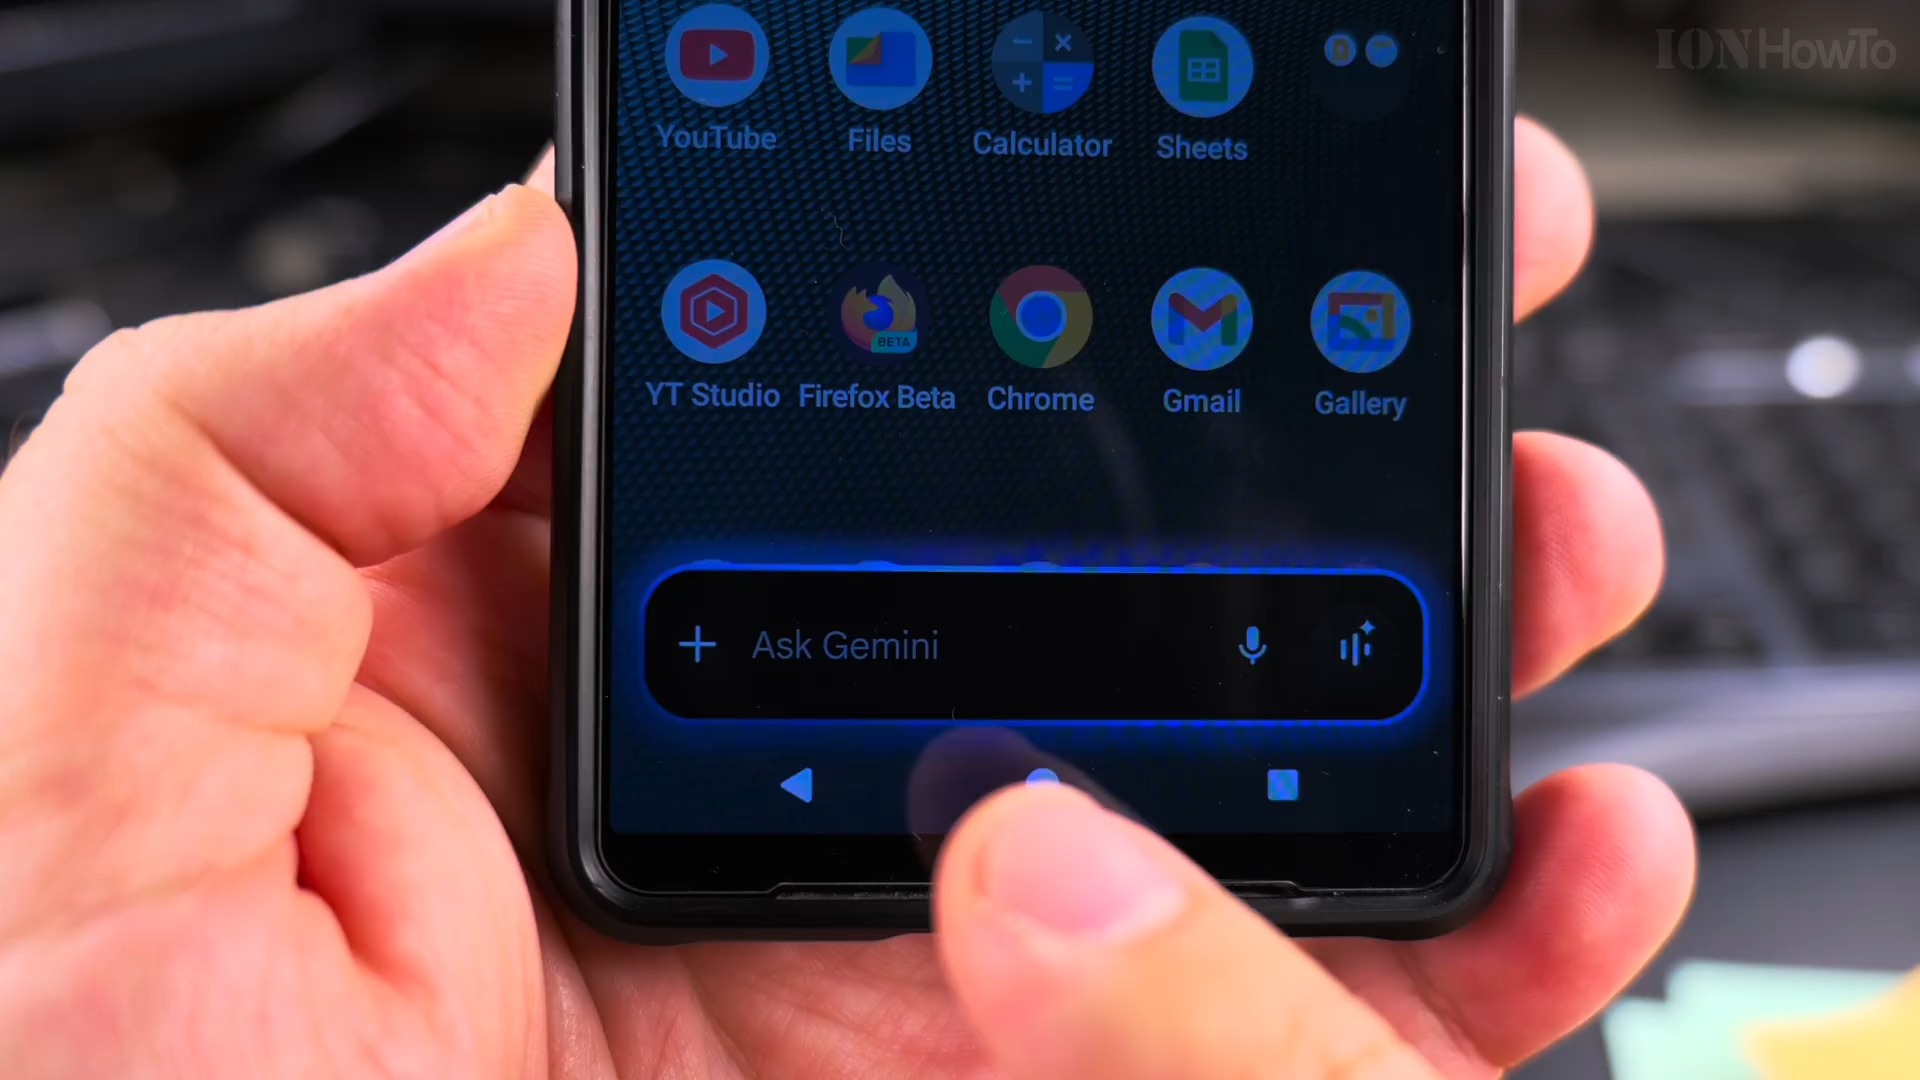 IONHowTo
YouTube
Files
Calculator
Sheets
YT Studio
BETA
Firefox Beta
Chrome
Gmail
Gallery
Ask Gemini